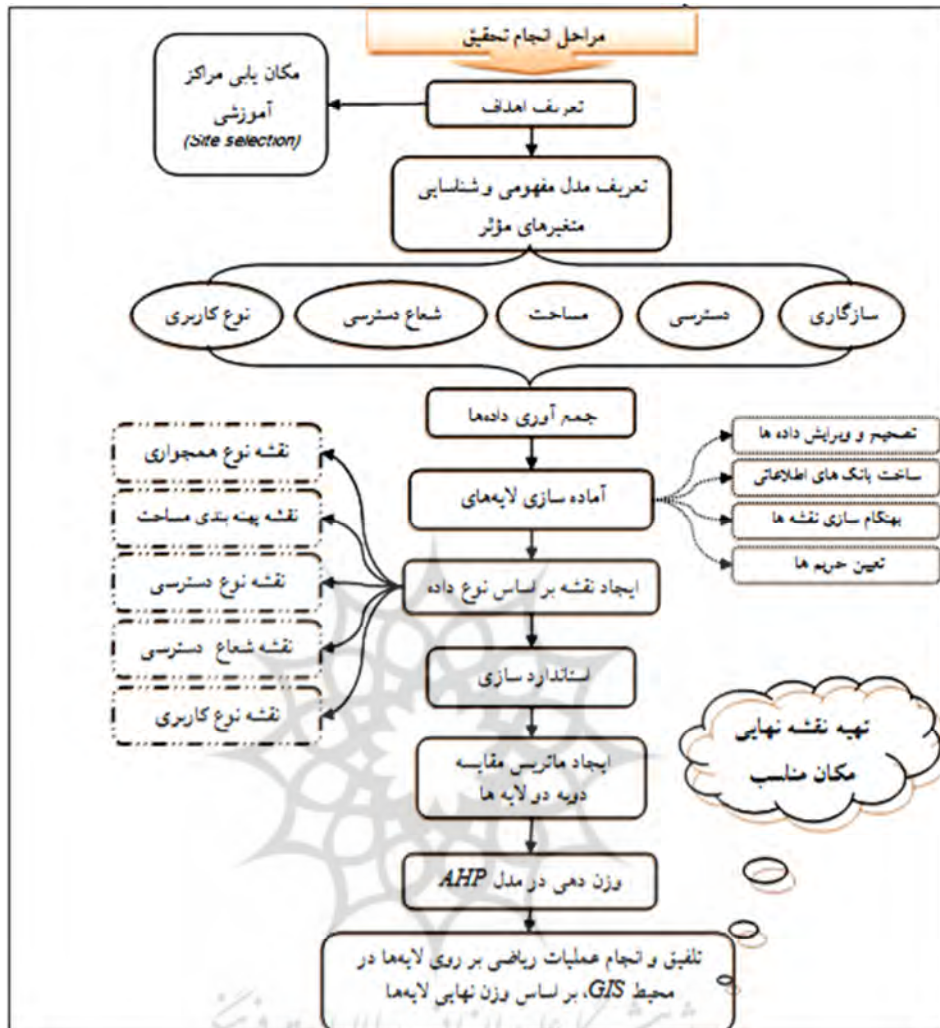 مراحل انجام تحقیق
تعریف اهداف
مکان یابی مراکز
آموزشی
(Site selection)
تعریف مدل مفهومی و شناسایی
متغیرهای مؤثر
سازگاری
دسترسی
مساحت
شعاع دسترسی
نوع کاربری
جمع آوری داده‌ها
آماده سازی لایه‌های
تصحیح و ویرایش داده ها
ساخت بانک های اطلاعاتی
بهنگام سازی نقشه ها
تعیین حریم ها
ایجاد نقشه بر اساس نوع داده
نقشه نوع همجواری
نقشه پهنه بندی مساحت
نقشه نوع دسترسی
نقشه شعاع دسترسی
نقشه نوع کاربری
استاندارد سازی
ایجاد ماتریس مقایسه
دوبه دو لایه ها
وزن دهی در مدل AHP
تلفیق و انجام عملیات ریاضی بر روی لایه‌ها در
محیط GIS، بر اساس وزن نهایی لایه‌ها
تهیه نقشه نهایی
مکان مناسب